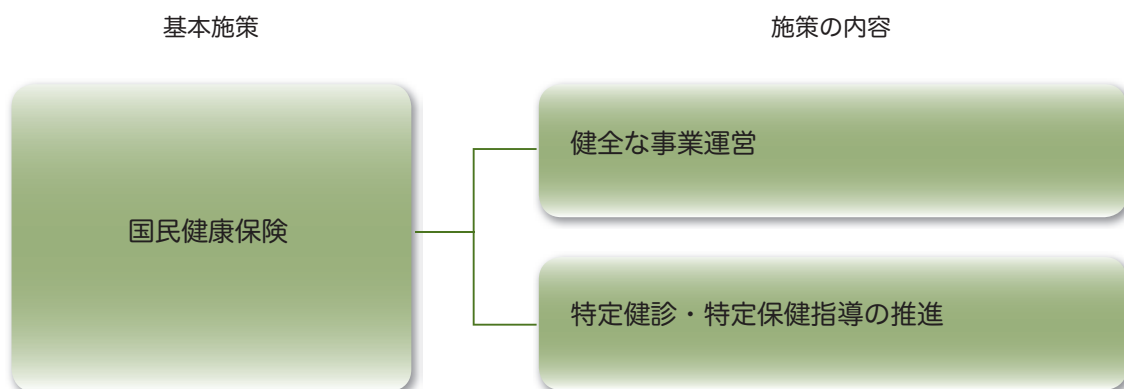 基本施策
施策の内容
国民健康保険
健全な事業運営
特定健診・特定保健指導の推進